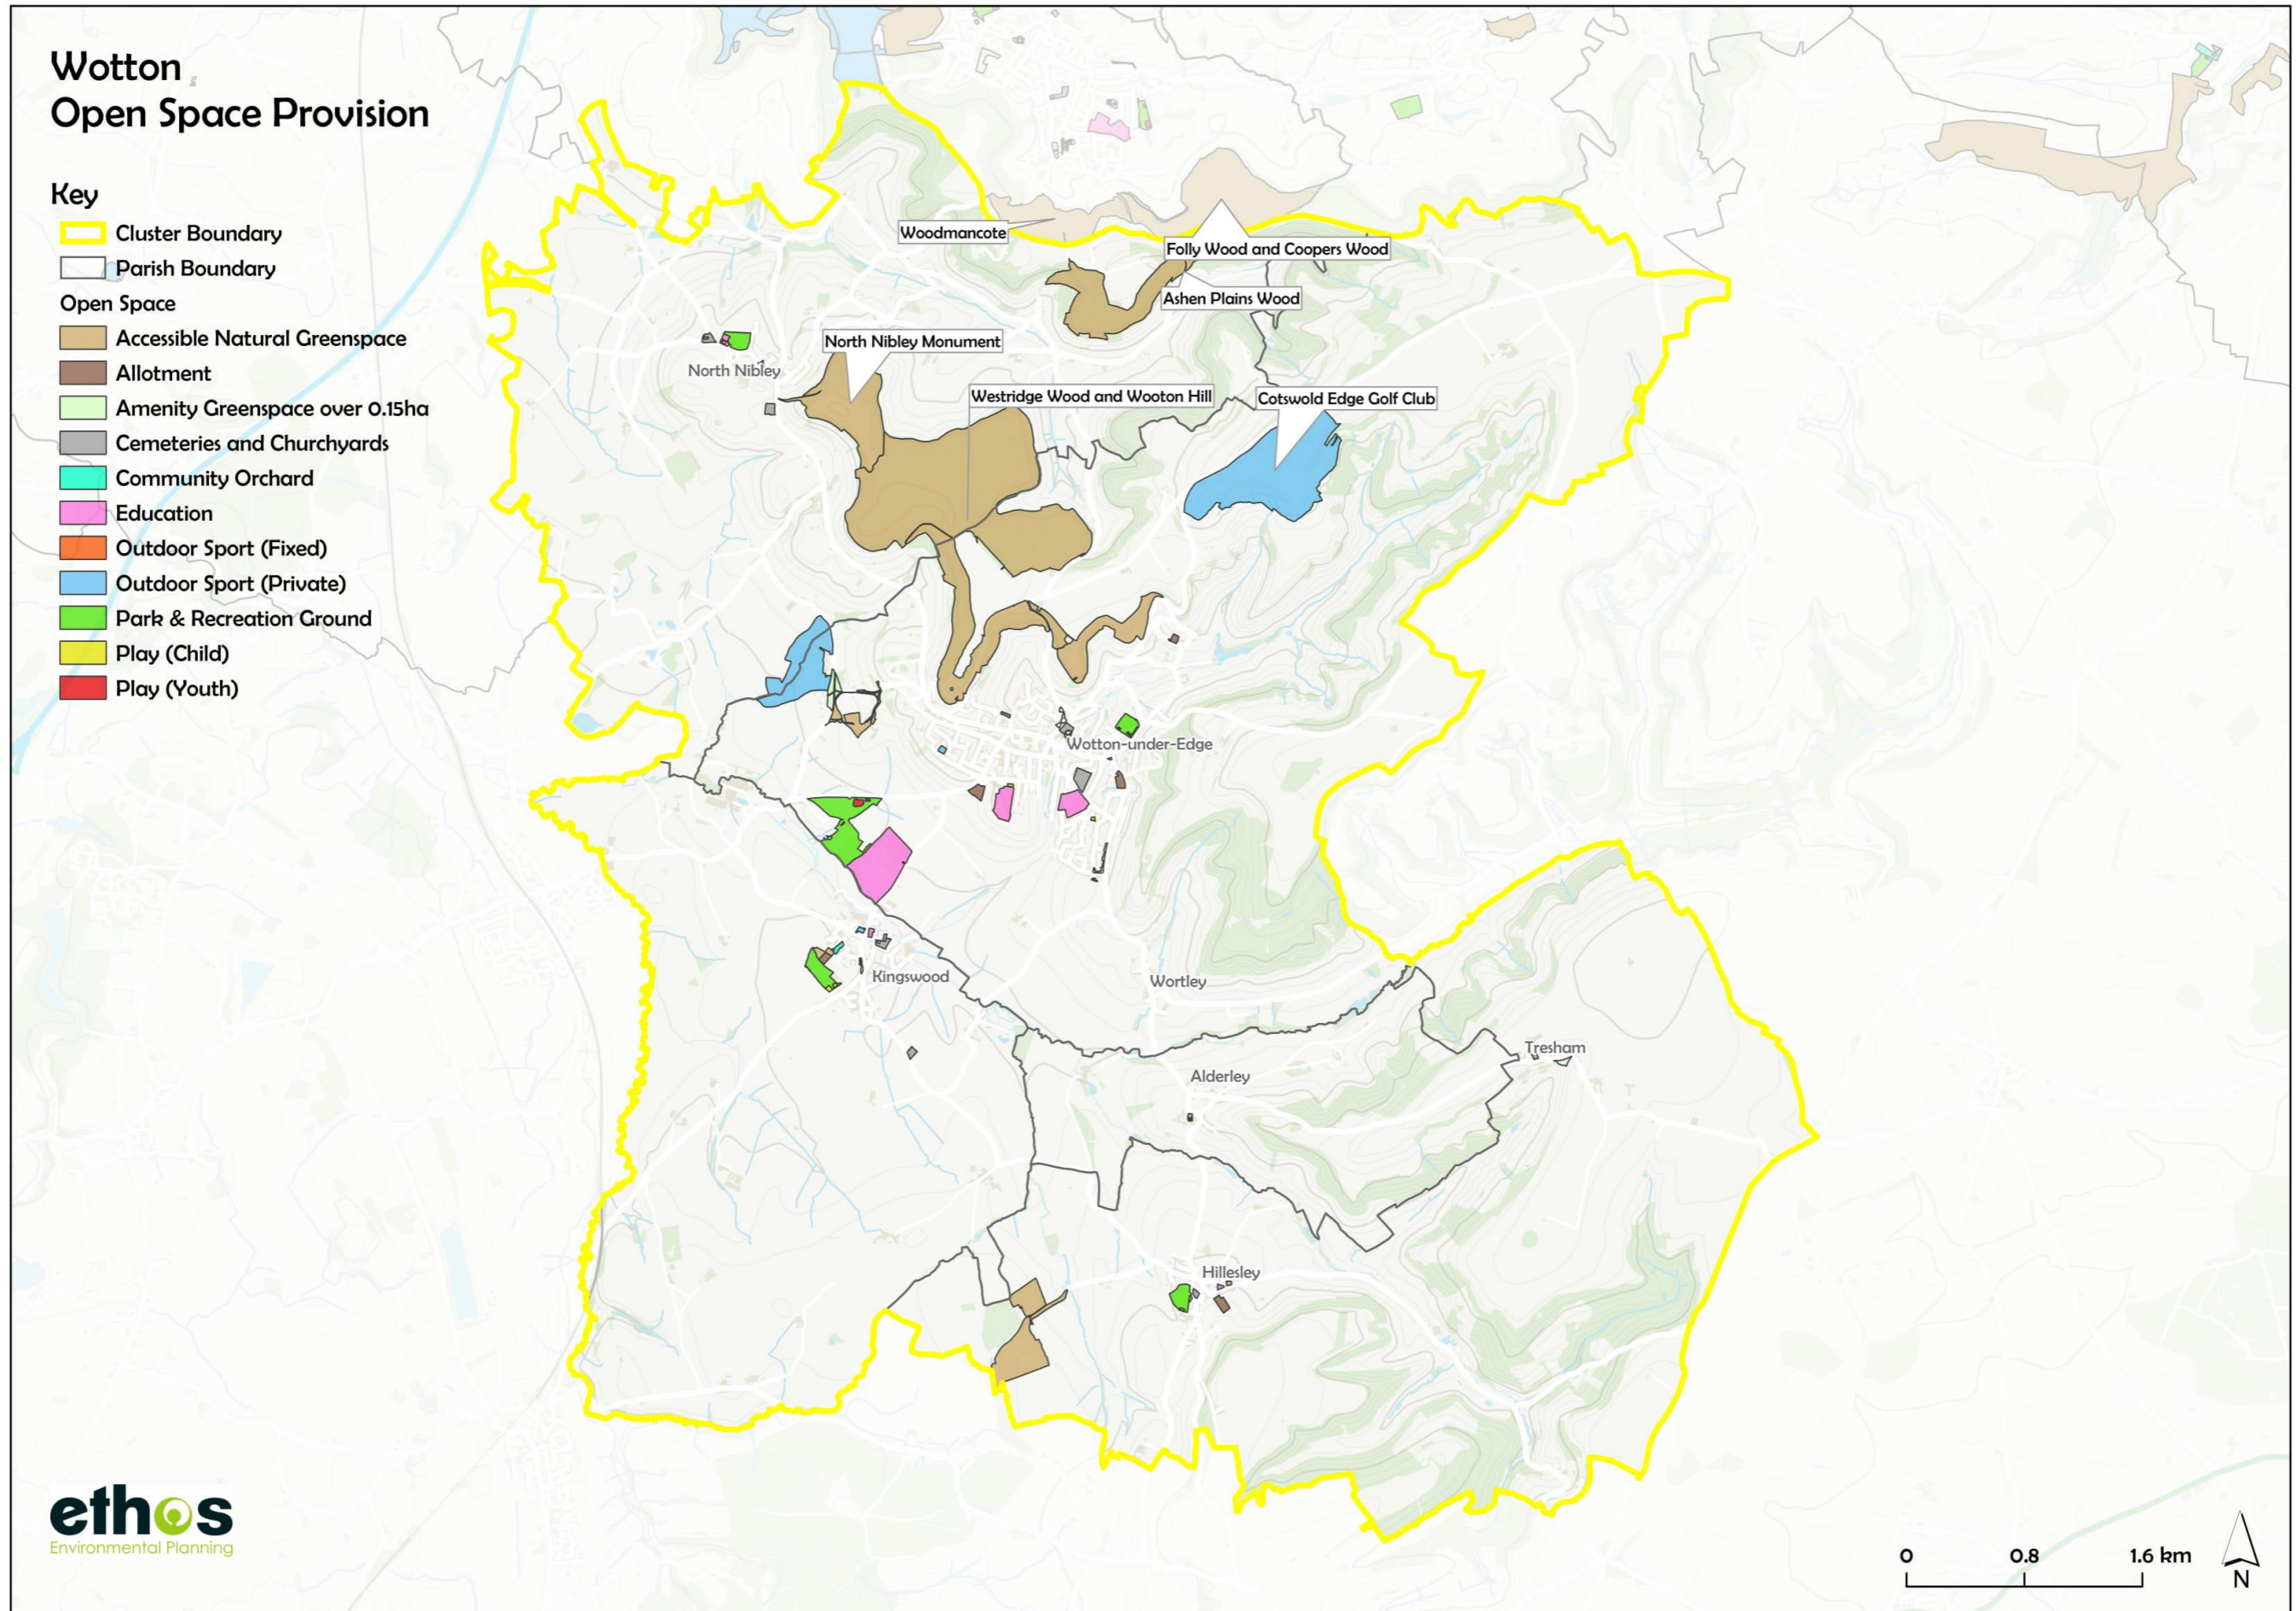 Wotton
Open Space Provision
Key
Cluster Boundary
Parish Boundary
Open Space
Accessible Natural Greenspace
Allotment
Amenity Greenspace over 0.15ha
Cemeteries and Churchyards
Community Orchard
Education
Outdoor Sport (Fixed)
Outdoor Sport (Private)
Park & Recreation Ground
Play (Child)
Play (Youth)
Woodmancote
Folly Wood and Coopers Wood
Ashen Plains Wood
North Nibley Monument
North Nibley
Westridge Wood and Wooton Hill
Cotswold Edge Golf Club
Wotton-under-Edge
Kingswood
Wortley
Tresham
Alderley
Hillesley
ethos
Environmental Planning
0 0.8 1.6 km
N